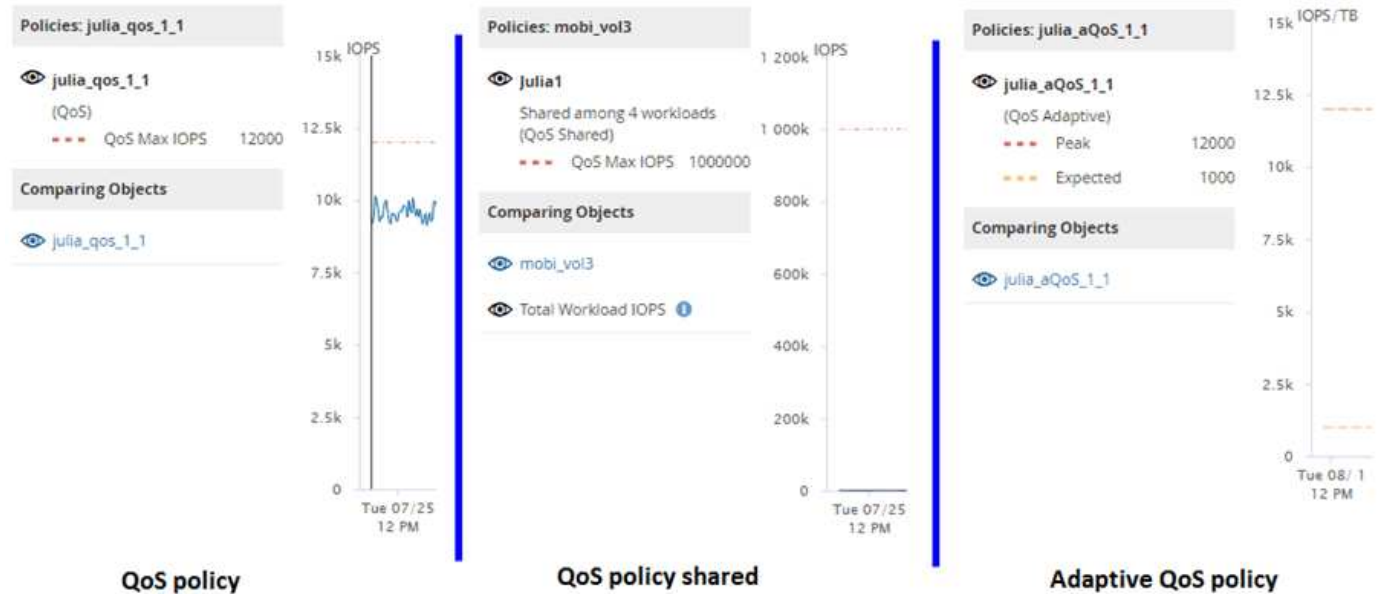 Policies: julia_qos_1_1
julia_qos_1_1
(QoS)
QoS Max IOPS 12000
Comparing Objects
julia_qos_1_1
IOPS
15k
12.5k
10k
7.5k
5k
2.5k
0
Tue 07/25
12 PM
QoS policy
Policies: mobi_vol3
Julia1
Shared among 4 workloads
(QoS Shared)
QoS Max IOPS 1000000
Comparing Objects
mobi_vol3
Total Workload IOPS i
IOPS
1 200k
1 000k
800k
600k
400k
200k
0
Tue 07/25
12 PM
QoS policy shared
Policies: julia_aQoS_1_1
julia_aQoS_1_1
(QoS Adaptive)
Peak 12000
Expected 1000
Comparing Objects
julia_aQoS_1_1
IOPS/TB
15k
12.5k
10k
7.5k
5k
2.5k
0
Tue 08/ 1
12 PM
Adaptive QoS policy